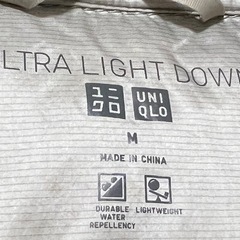 LTRA LIGHT DOW
ユニ UNI
クロ QLO
M
MADE IN CHINA
DURABLE LIGHTWEIGHT
WATER
REPELLENCY